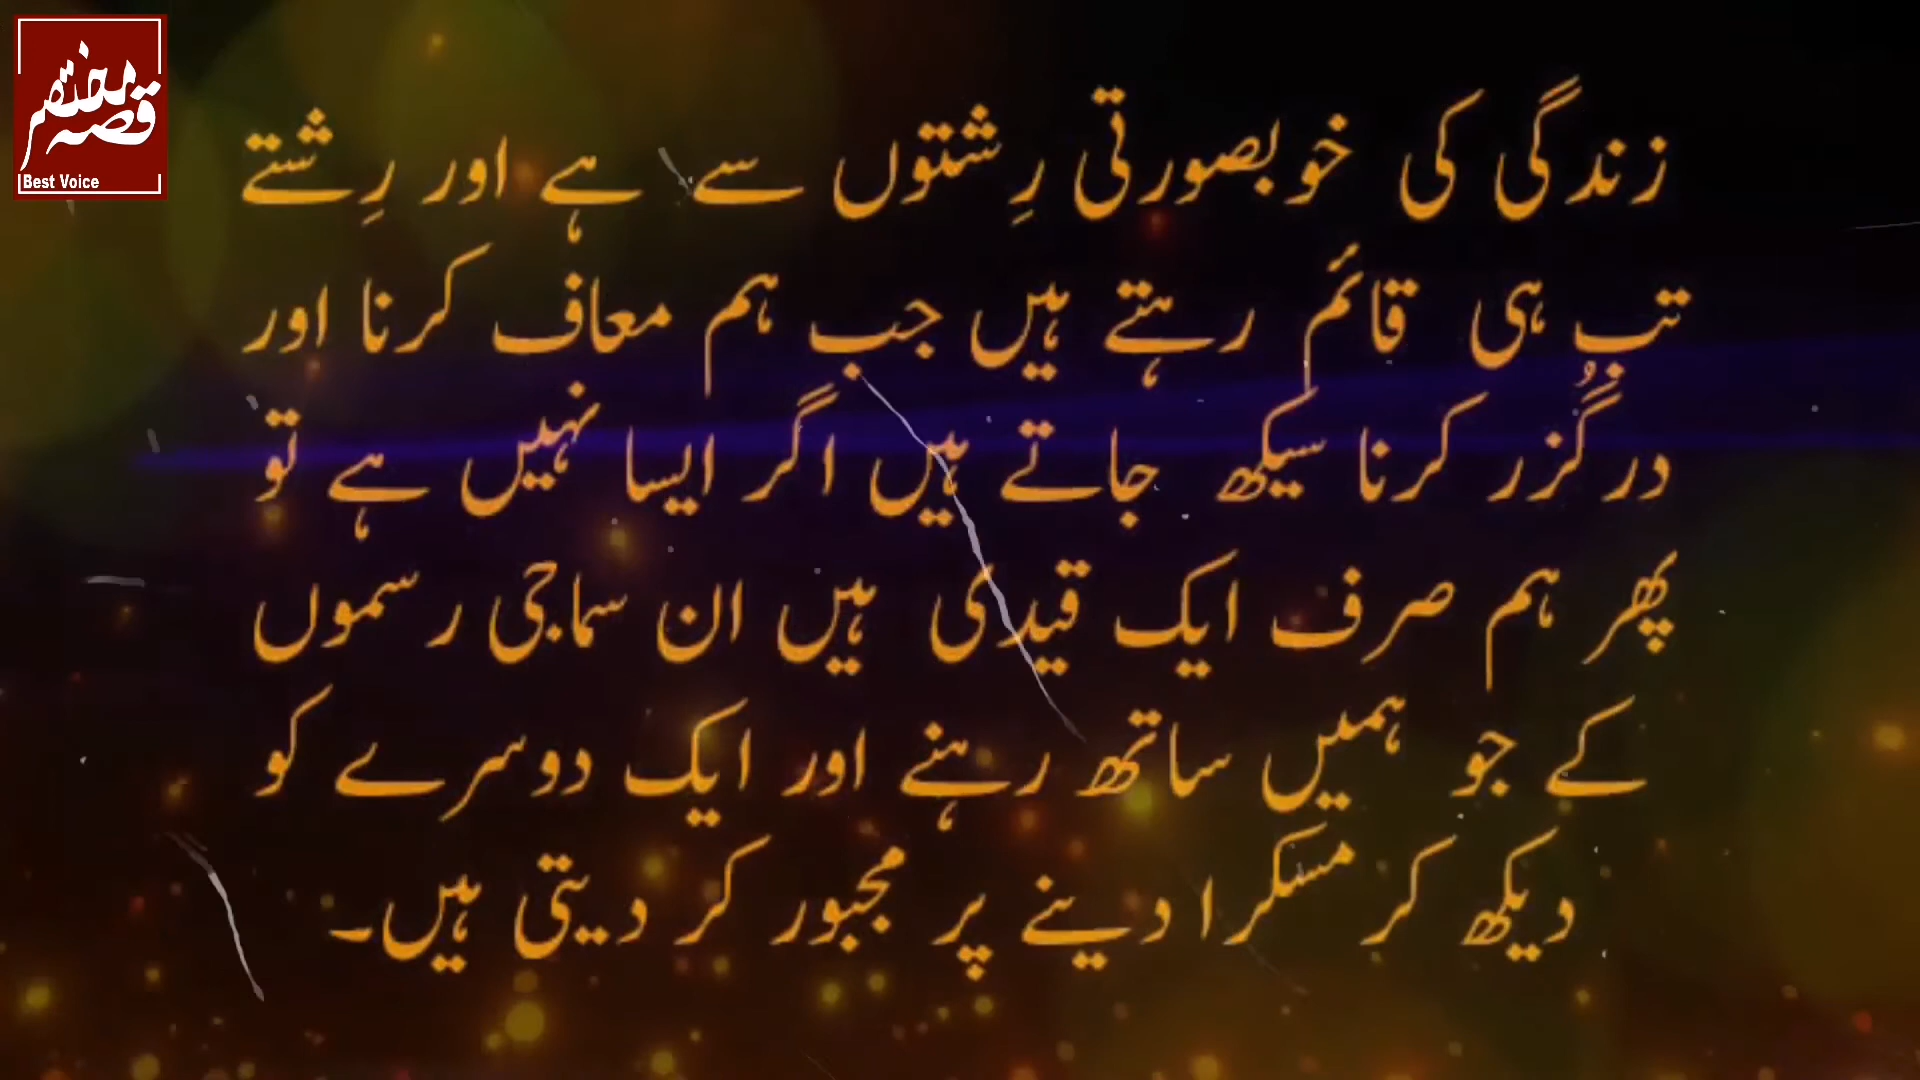 قصہ مختصر
Best Voice
زندگی کی خوبصورتی رِشتوں سے ہے اور رِشتے
تب ہی قائم رہتے ہیں جب ہم معاف کرنا اور
درگُزر کرنا سیکھ جاتے ہیں اگر ایسا نہیں ہے تو
پھر ہم صرف ایک قیدی ہیں ان سماجی رسموں
کے جو ہمیں ساتھ رہنے اور ایک دوسرے کو
دیکھ کر مسکرا دینے پر مجبور کر دیتی ہیں۔